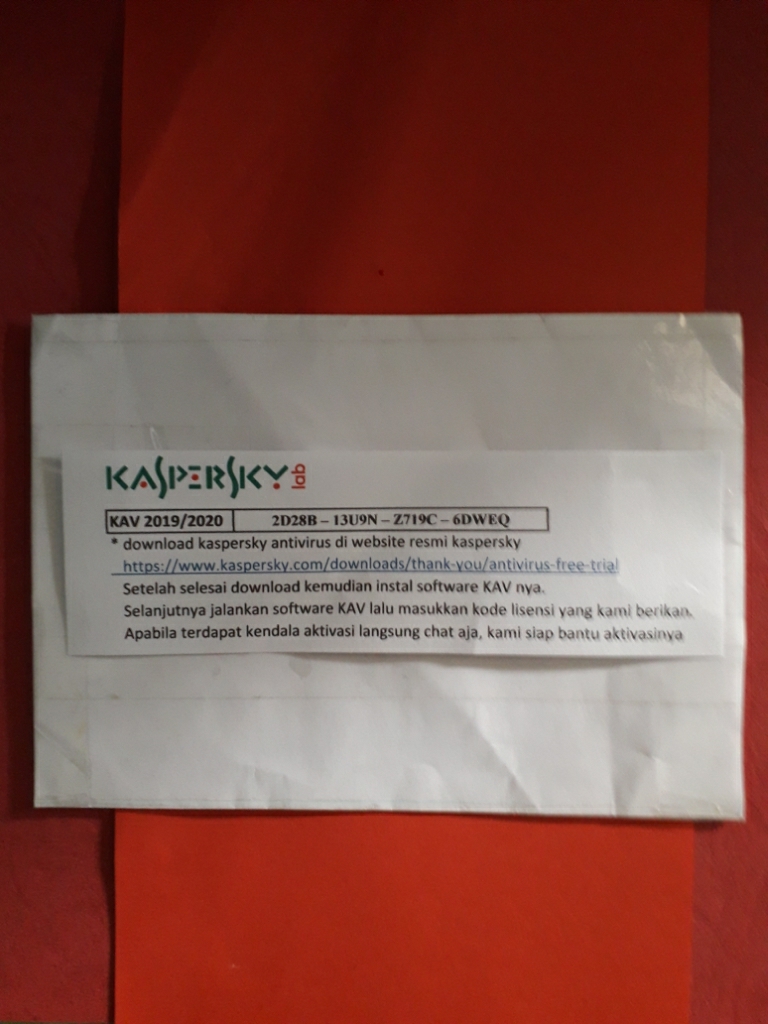 KASPERSKY lab
KAV 2019/2020 2D28B – 13U9N – Z719C – 6DWEQ
* download kaspersky antivirus di website resmi kaspersky
https://www.kaspersky.com/downloads/thank-you/antivirus-free-trial
Setelah selesai download kemudian instal software KAV nya.
Selanjutnya jalankan software KAV lalu masukkan kode lisensi yang kami berikan.
Apabila terdapat kendala aktivasi langsung chat aja, kami siap bantu aktivasinya